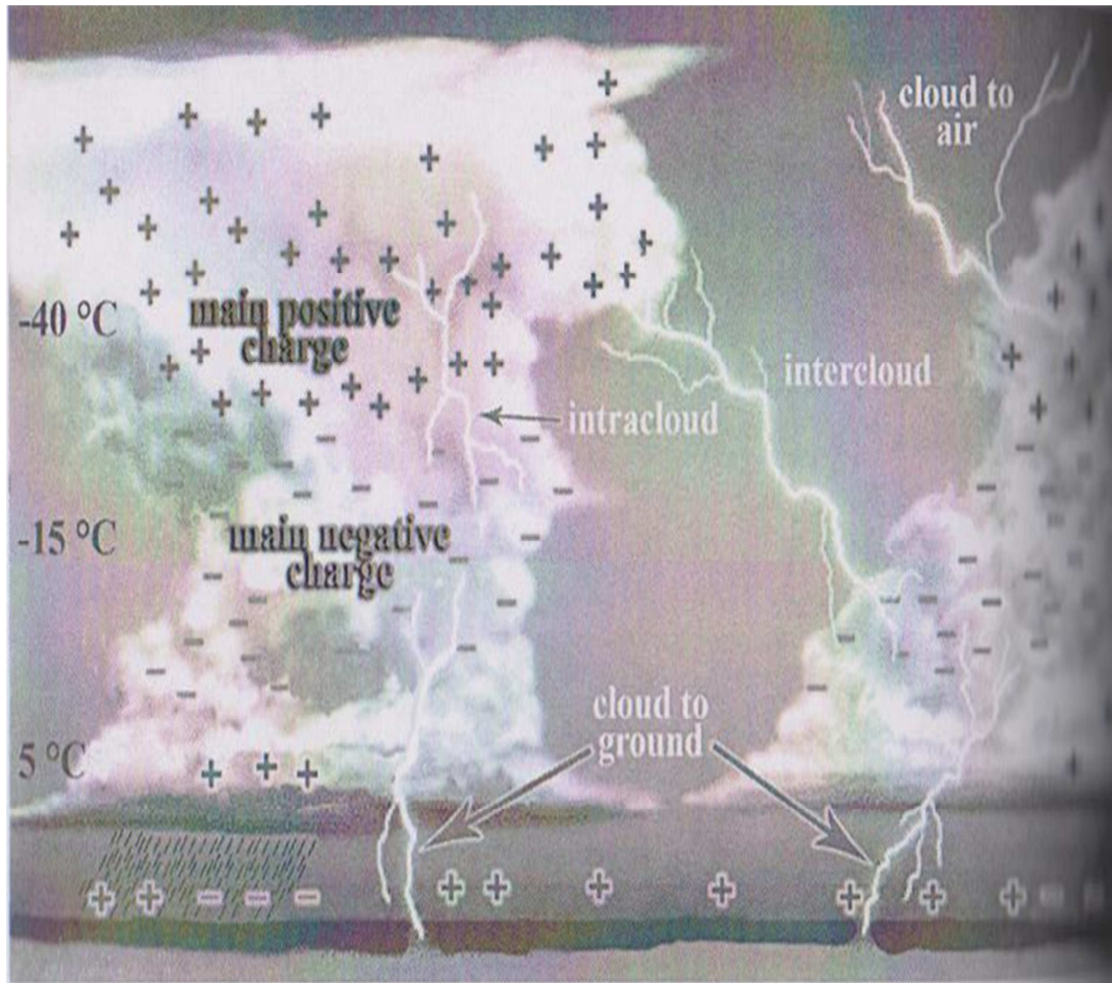 cloud to
air
-40 °C
main positive
charge
intercloud
intracloud
-15 °C
main negative
charge
cloud to
ground
5 °C